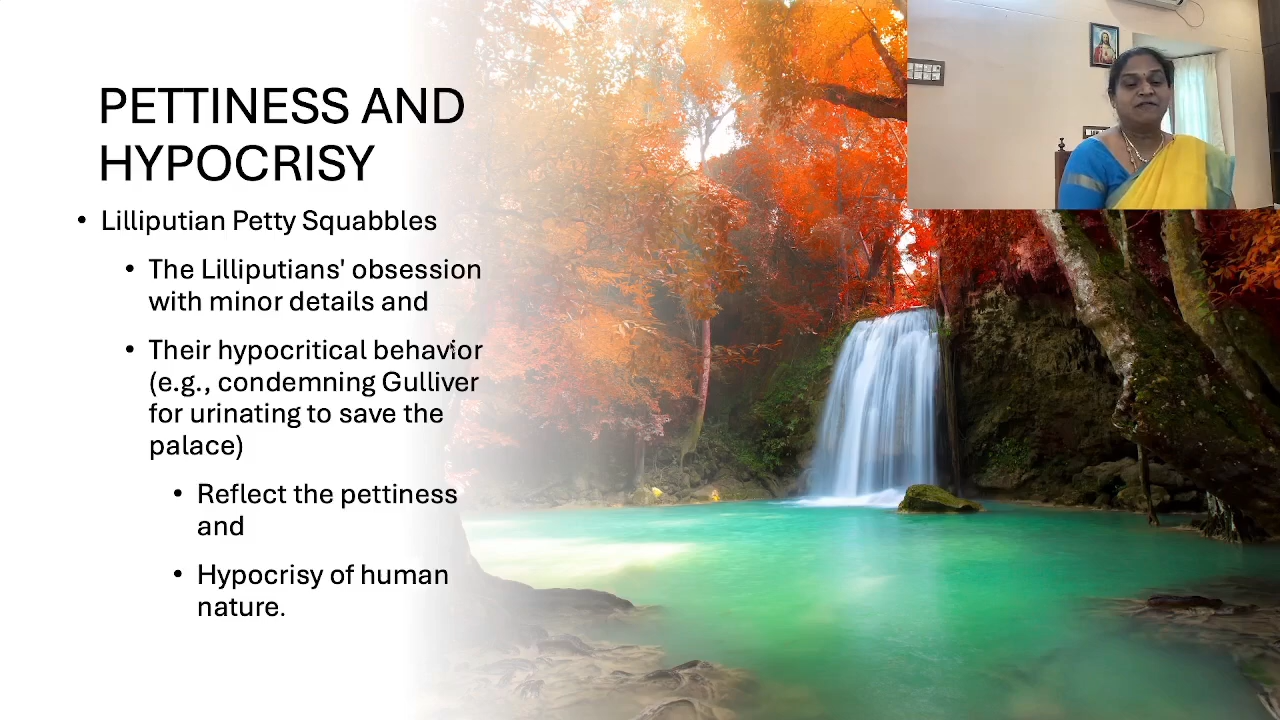 PETTINESS AND
HYPOCRISY
• Lilliputian Petty Squabbles
• The Lilliputians' obsession
with minor details and
• Their hypocritical behavior
(e.g., condemning Gulliver
for urinating to save the
palace)
• Reflect the pettiness
and
• Hypocrisy of human
nature.